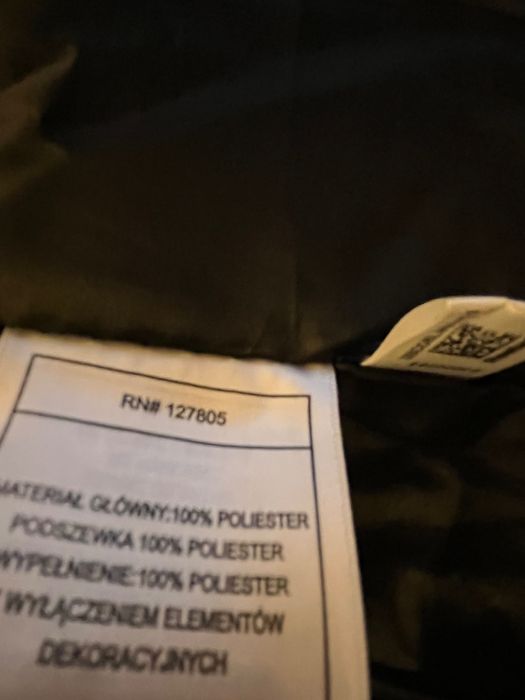 RN# 127805
MATERIAŁ GŁÓWNY:100% POLIESTER
PODSZEWKA 100% POLIESTER
WYPEŁNIENIE:100% POLIESTER
WYŁĄCZENIEM ELEMENTÓW
DEKORACYJNYCH